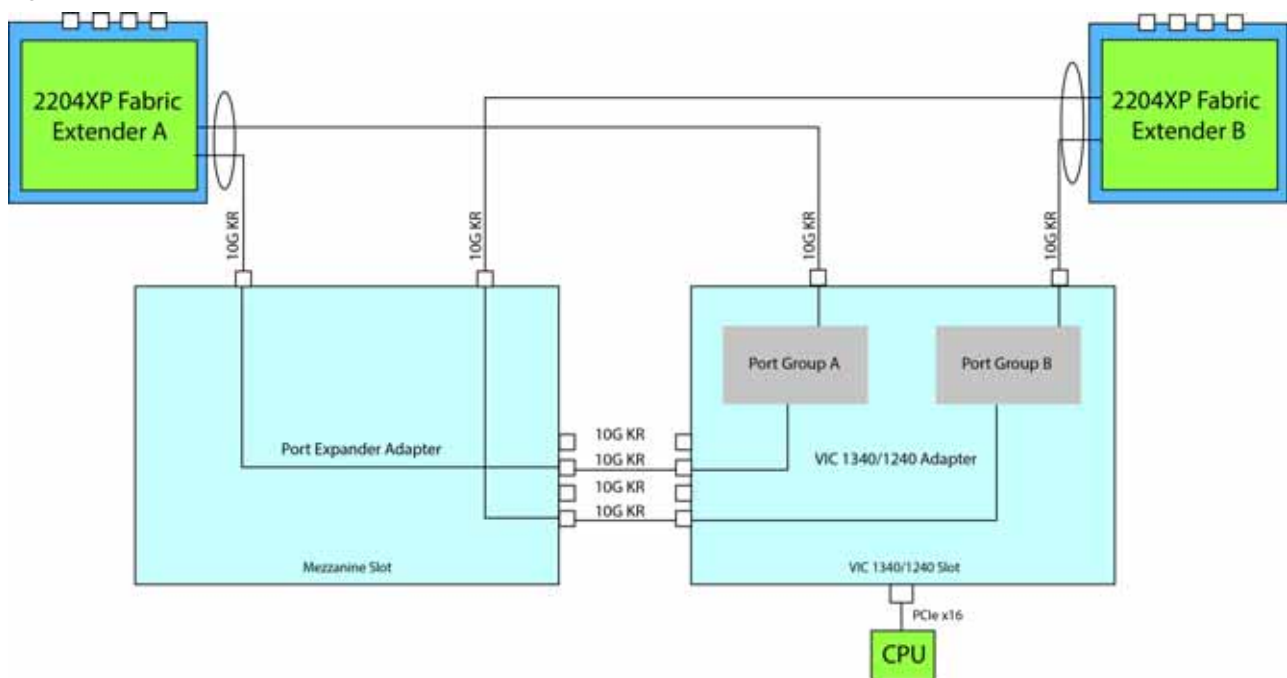 2204XP Fabric
Extender A
2204XP Fabric
Extender B
10G KR
10G KR
10G KR
10G KR
Port Group A
Port Group B
Port Expander Adapter
10G KR
10G KR
10G KR
10G KR
VIC 1340/1240 Adapter
Mezzanine Slot
VIC 1340/1240 Slot
PCIe x16
CPU